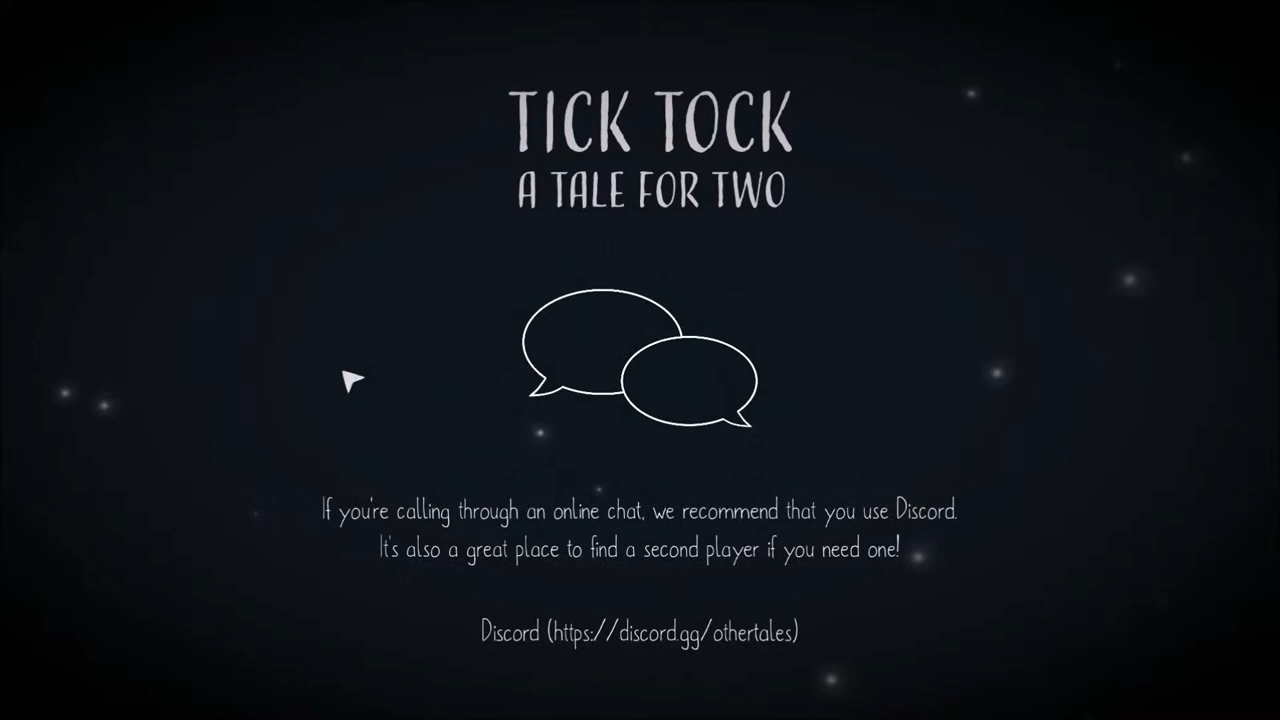 TICK TOCK
A TALE FOR TWO
If you're calling through an online chat, we recommend that you use Discord.
It's also a great place to find a second player if you need one!
Discord (https://discord.gg/othertales)